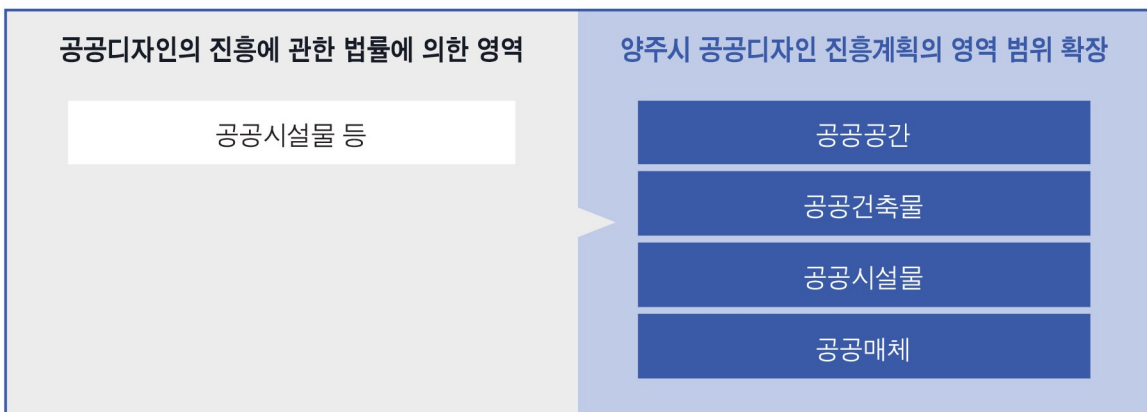 공공디자인의 진흥에 관한 법률에 의한 영역
공공시설물 등
양주시 공공디자인 진흥계획의 영역 범위 확장
공공공간
공공건축물
공공시설물
공공매체